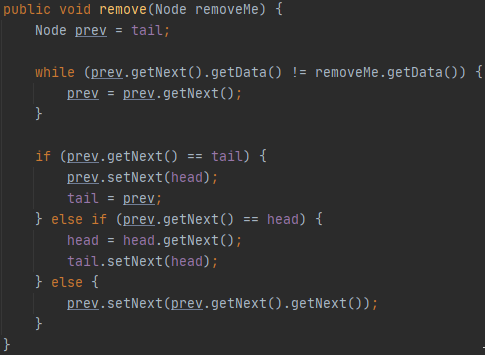 public void remove(Node removeMe) {
    Node prev = tail;

    while (prev.getNext().getData() != removeMe.getData()) {
        prev = prev.getNext();
    }

    if (prev.getNext() == tail) {
        prev.setNext(head);
        tail = prev;
    } else if (prev.getNext() == head) {
        head = head.getNext();
        tail.setNext(head);
    } else {
        prev.setNext(prev.getNext().getNext());
    }
}